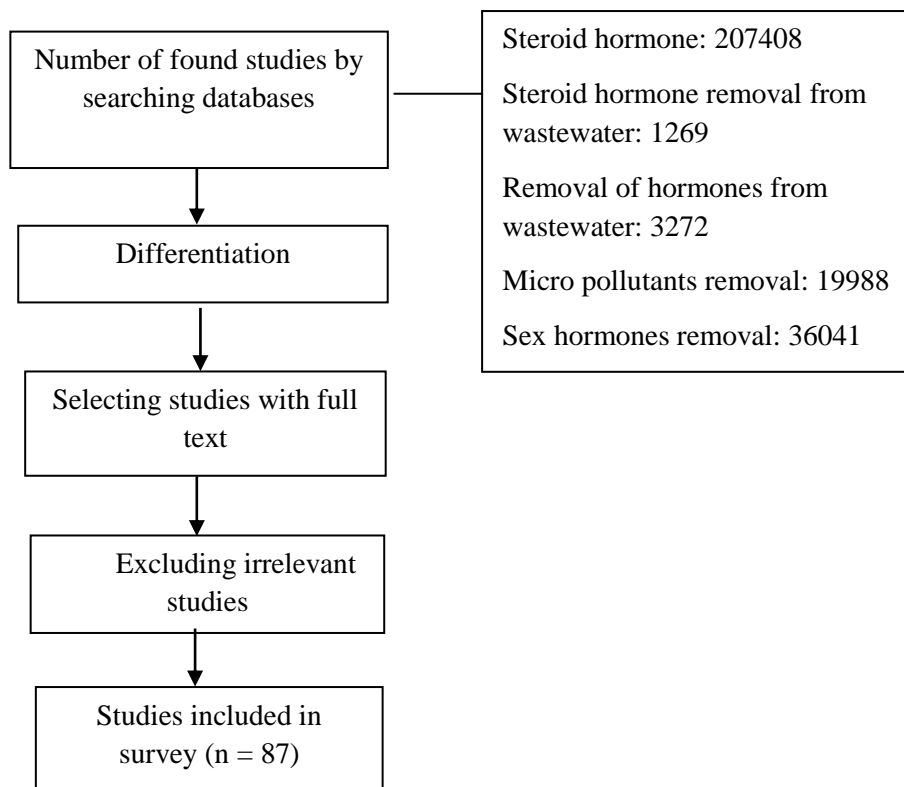 Number of found studies by
searching databases
Steroid hormone: 207408
Steroid hormone removal from
wastewater: 1269
Removal of hormones from
wastewater: 3272
Micro pollutants removal: 19988
Sex hormones removal: 36041
Differentiation
Selecting studies with full
text
Excluding irrelevant
studies
Studies included in
survey (n = 87)